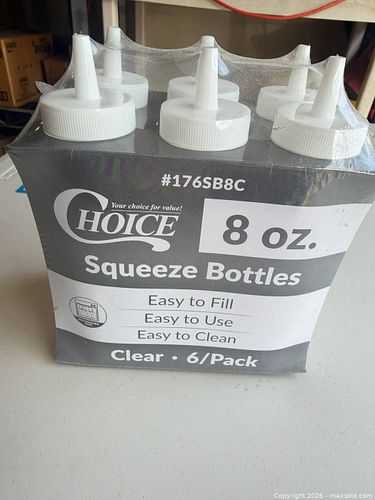 #176SB8C
Your choice for value!
CHOICE
8 oz.
Squeeze Bottles
Easy to Fill
Easy to Use
Easy to Clean
Clear • 6/Pack
Copyright 2026 - maxsold.com